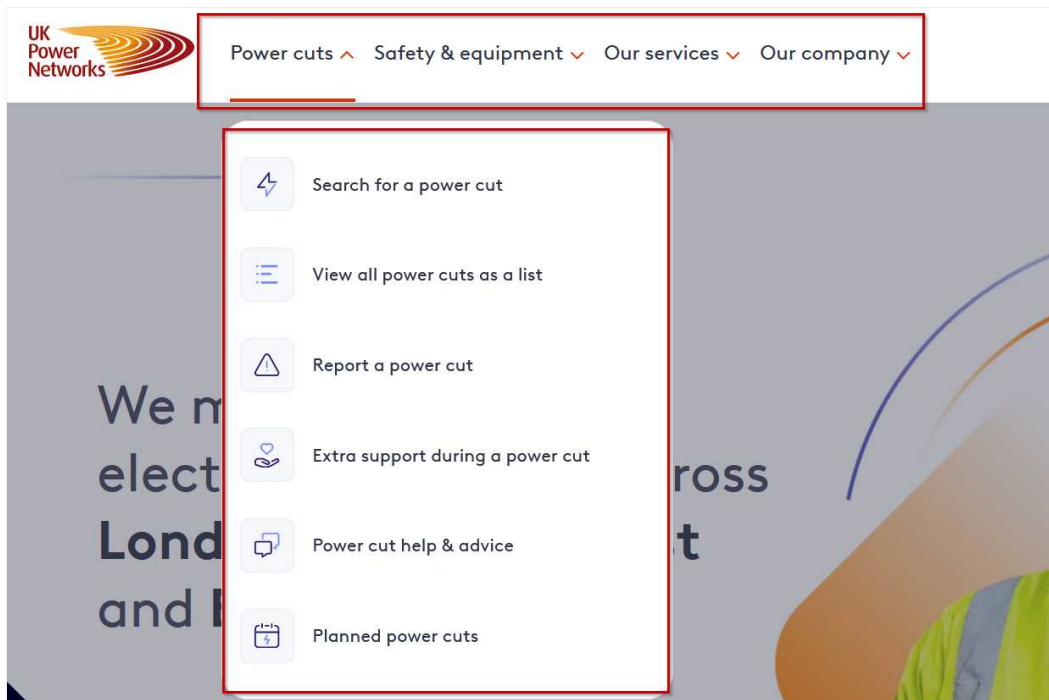 UK
Power
Networks
Power cuts Safety & equipment Our services Our company
Search for a power cut
View all power cuts as a list
Report a power cut
Extra support during a power cut
Power cut help & advice
Planned power cuts
We
elect ross
Lond t
and